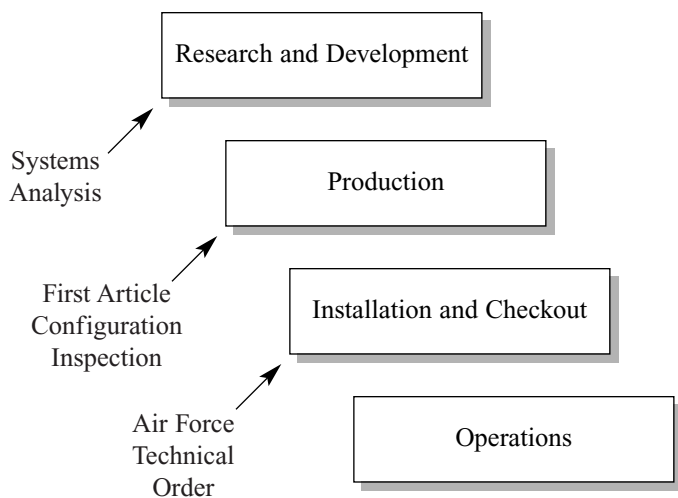 Research and Development
Systems
Analysis
Production
First Article
Configuration
Inspection
Installation and Checkout
Air Force
Technical
Order
Operations